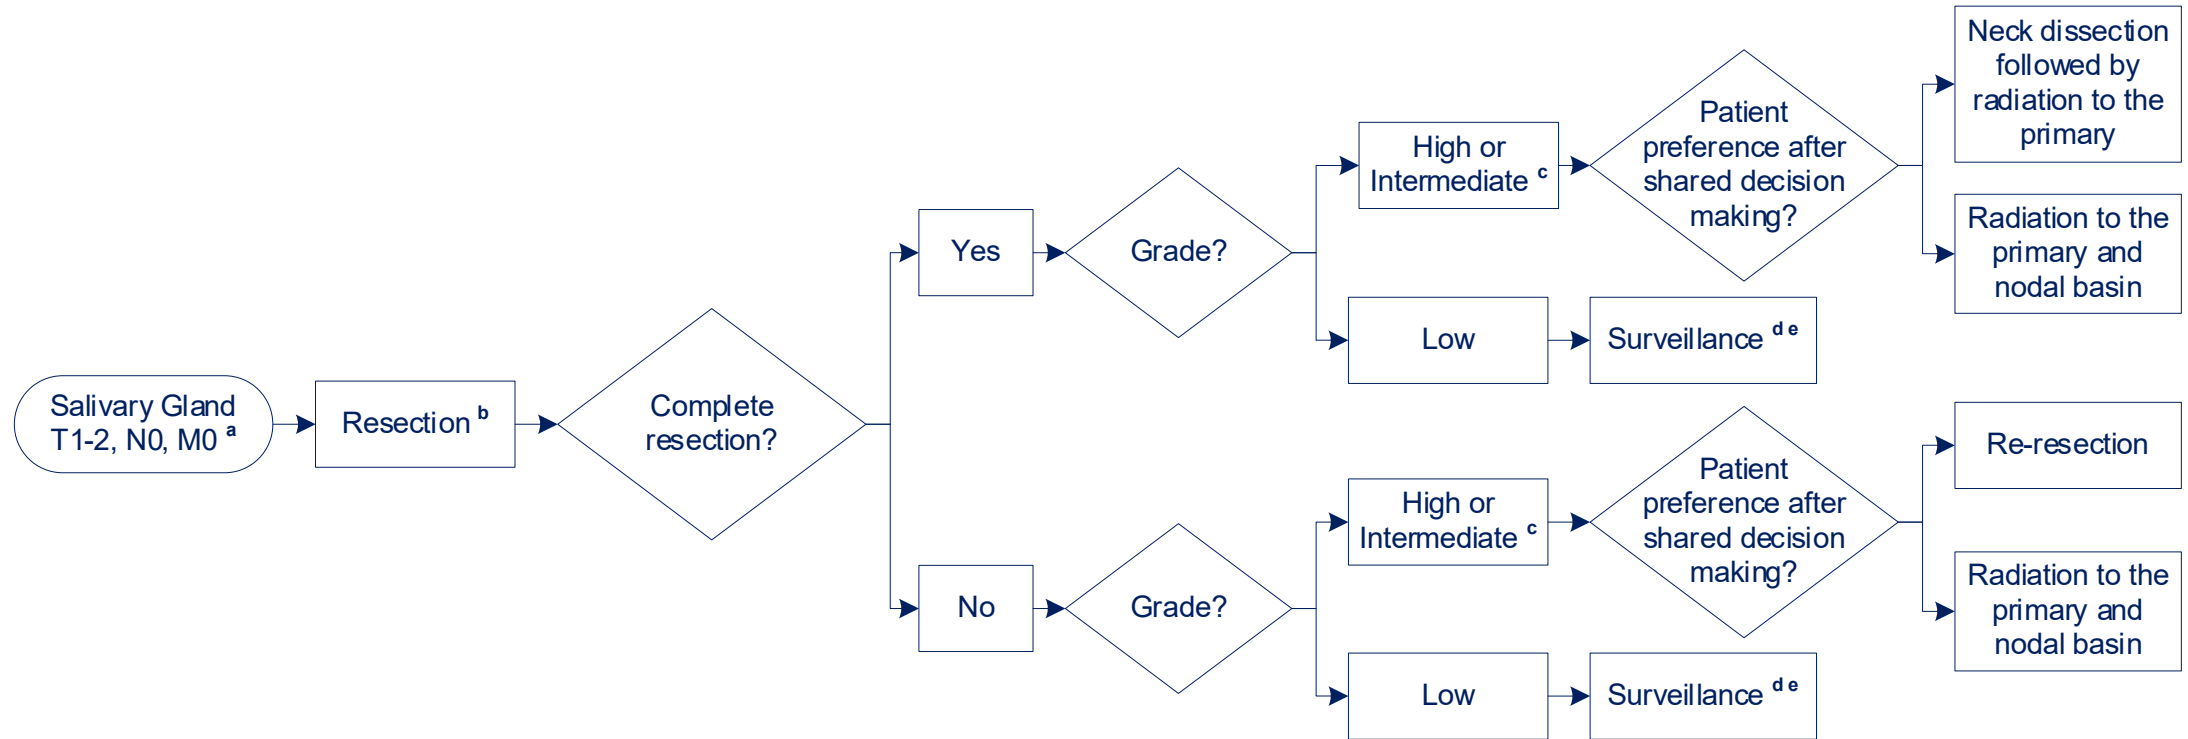 Salivary Gland
T1-2, N0, M0 a
Resection b
Complete
resection?
Yes
Grade?
High or
Intermediate c
Patient
preference after
shared decision
making?
Neck dissection
followed by
radiation to the
primary
Radiation to the
primary and
nodal basin
Low
Surveillance d e
No
Grade?
High or
Intermediate c
Patient
preference after
shared decision
making?
Re-resection
Radiation to the
primary and
nodal basin
Low
Surveillance d e